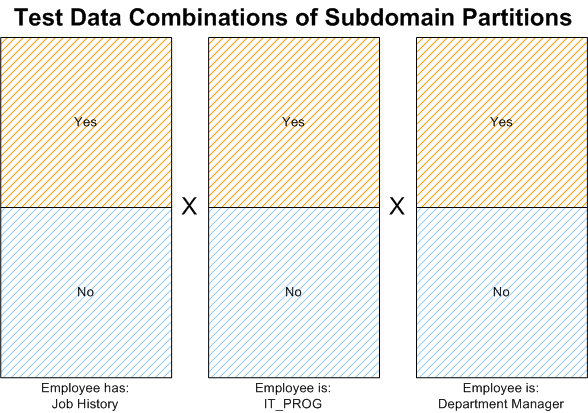 Test Data Combinations of Subdomain Partitions
Yes
Yes
Yes
X
X
No
No
No
Employee has:
Job History
Employee is:
IT_PROG
Employee is:
Department Manager